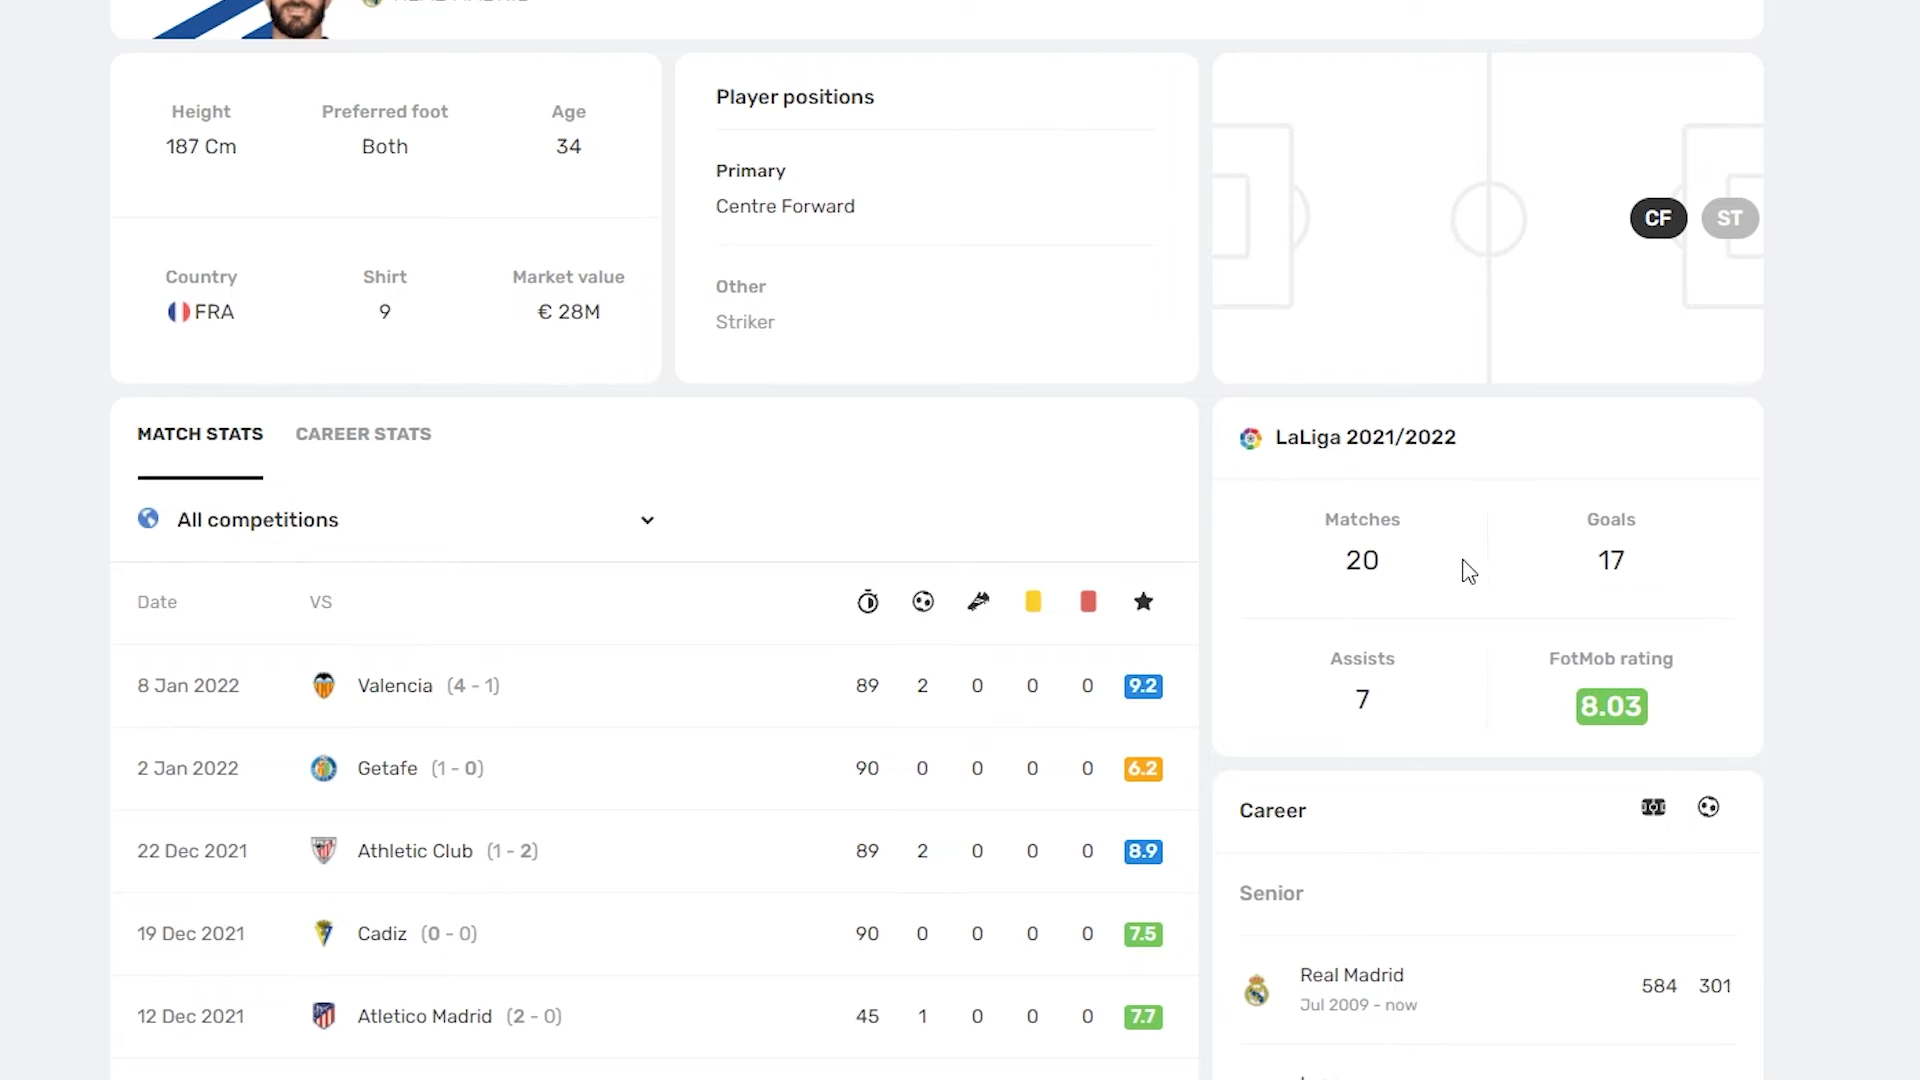 REAL MADRID
Height Preferred foot Age
187 Cm Both 34
Country Shirt Market value
FRA 9 € 28M
Player positions
Primary
Centre Forward
Other
Striker
CF ST
MATCH STATS CAREER STATS
All competitions
Date VS
8 Jan 2022 Valencia (4 - 1) 89 2 0 0 0 9.2
2 Jan 2022 Getafe (1 - 0) 90 0 0 0 0 6.2
22 Dec 2021 Athletic Club (1 - 2) 89 2 0 0 0 8.9
19 Dec 2021 Cadiz (0 - 0) 90 0 0 0 0 7.5
12 Dec 2021 Atletico Madrid (2 - 0) 45 1 0 0 0 7.7
LaLiga 2021/2022
Matches Goals
20 17
Assists FotMob rating
7 8.03
Career
Senior
Real Madrid 584 301
Jul 2009 - now